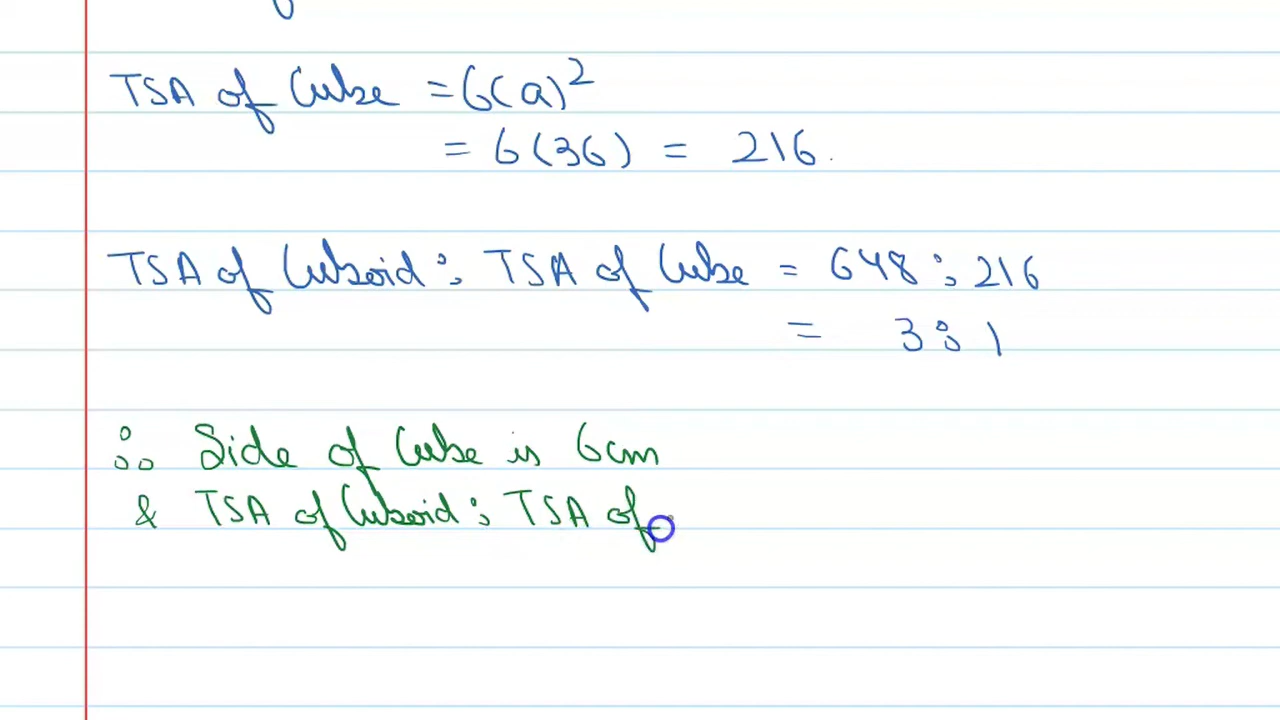 TSA of Cube = 6(a)²
= 6(36) = 216.
TSA of Cuboid : TSA of Cube = 648 : 216
= 3 : 1
∴ Side of Cube is 6cm
& TSA of Cuboid : TSA of